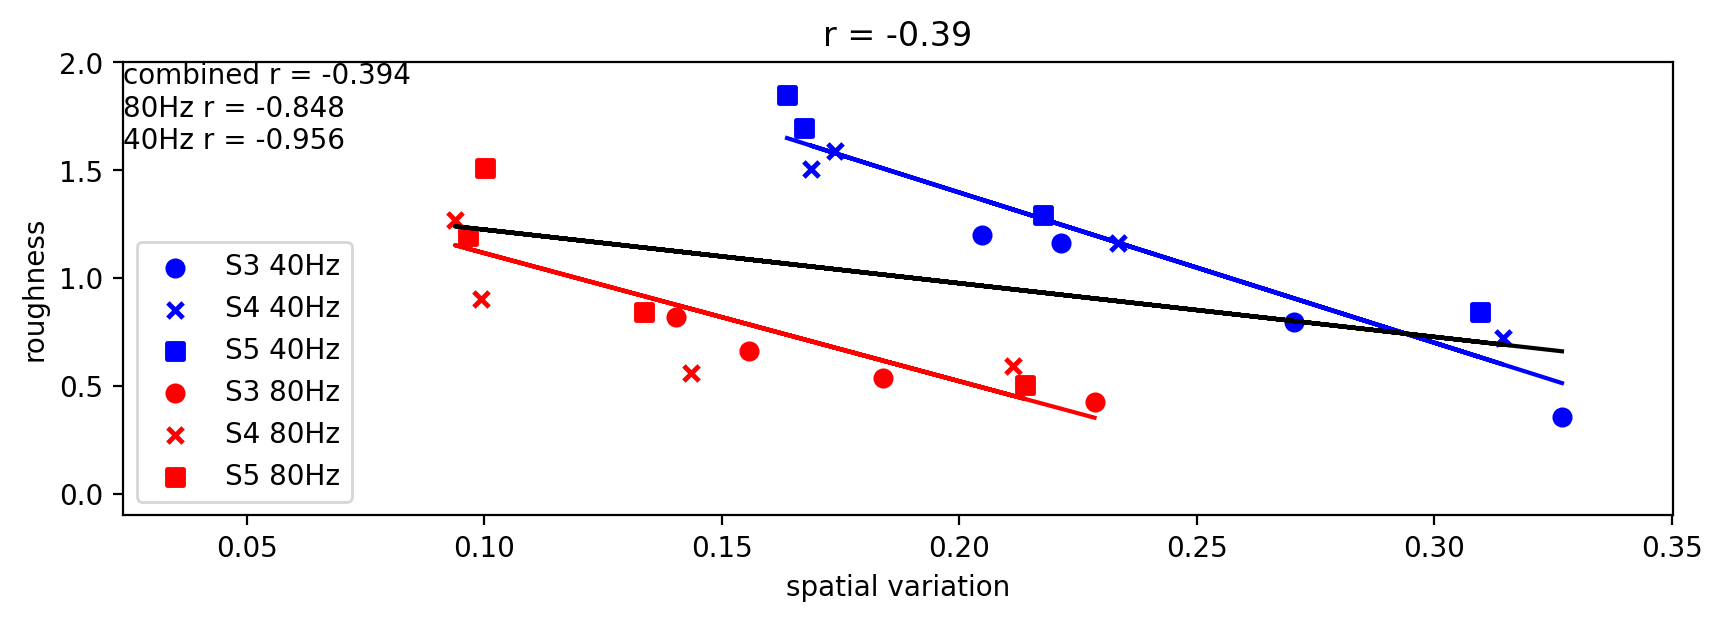 r = -0.39
combined r = -0.394
80Hz r = -0.848
40Hz r = -0.956
2.0
1.5
1.0
0.5
0.0
roughness
S3 40Hz
S4 40Hz
S5 40Hz
S3 80Hz
S4 80Hz
S5 80Hz
0.05 0.10 0.15 0.20 0.25 0.30 0.35
spatial variation